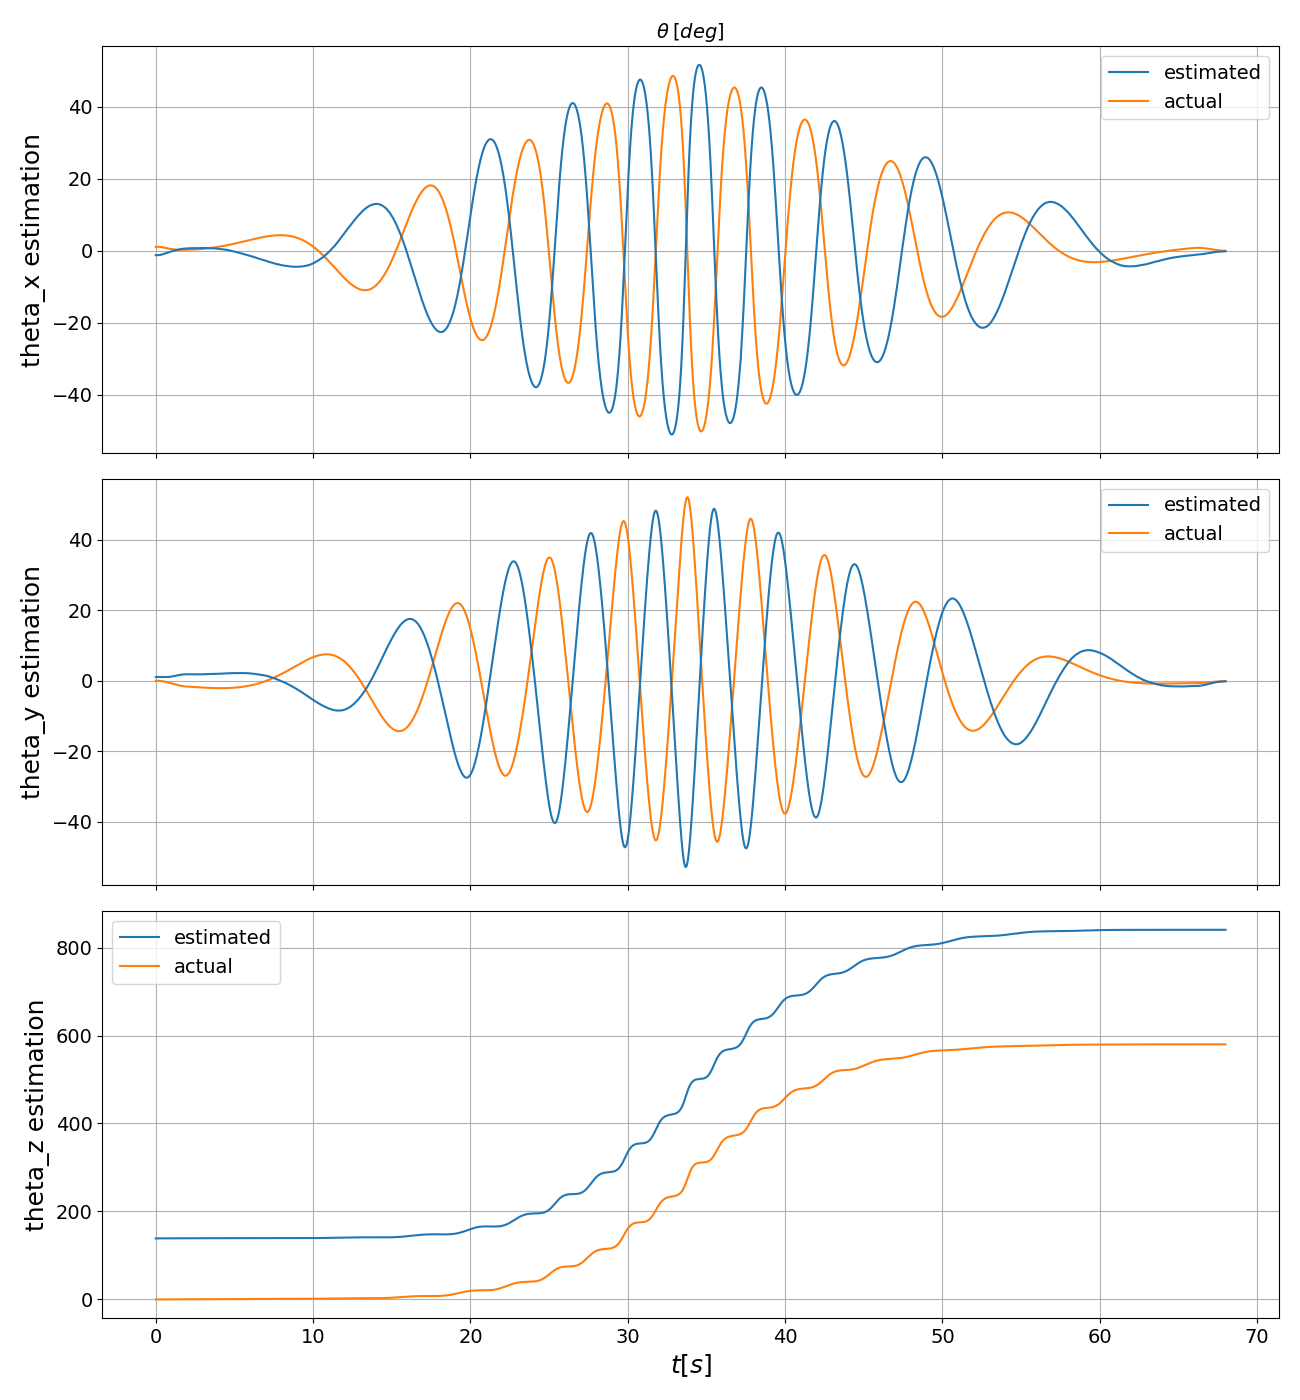 θ [deg]
theta_x estimation
40
20
0
−20
−40
estimated
actual
theta_y estimation
40
20
0
−20
−40
estimated
actual
theta_z estimation
800
600
400
200
0
estimated
actual
0 10 20 30 40 50 60 70
t[s]